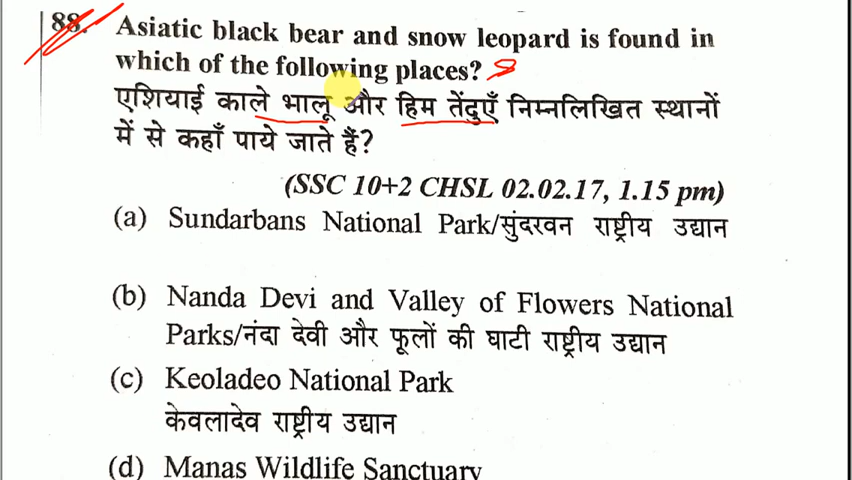 88. Asiatic black bear and snow leopard is found in
which of the following places?
एशियाई काले भालू और हिम तेंदुएँ निम्नलिखित स्थानों
में से कहाँ पाये जाते हैं?
(SSC 10+2 CHSL 02.02.17, 1.15 pm)
(a) Sundarbans National Park/सुंदरवन राष्ट्रीय उद्यान
(b) Nanda Devi and Valley of Flowers National
Parks/नंदा देवी और फूलों की घाटी राष्ट्रीय उद्यान
(c) Keoladeo National Park
केवलादेव राष्ट्रीय उद्यान
(d) Manas Wildlife Sanctuary